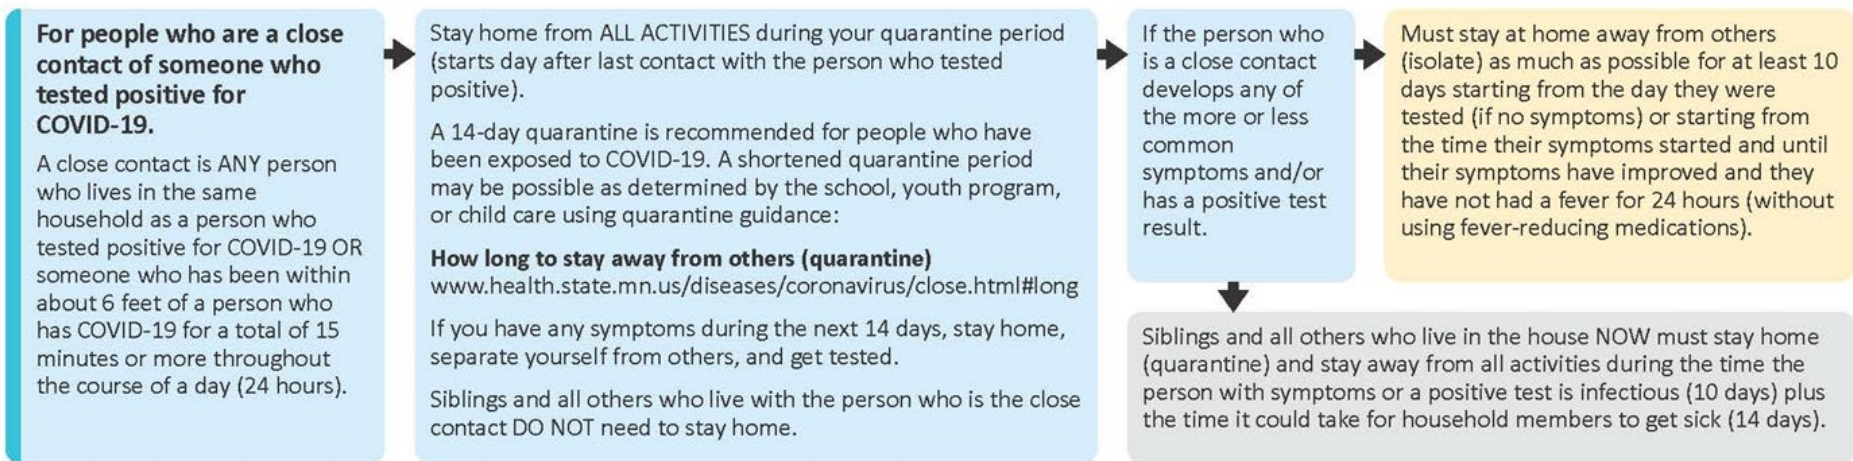 For people who are a close
contact of someone who
tested positive for
COVID-19.
A close contact is ANY person
who lives in the same
household as a person who
tested positive for COVID-19 OR
someone who has been within
about 6 feet of a person who
has COVID-19 for a total of 15
minutes or more throughout
the course of a day (24 hours).
Stay home from ALL ACTIVITIES during your quarantine period
(starts day after last contact with the person who tested
positive).
A 14-day quarantine is recommended for people who have
been exposed to COVID-19. A shortened quarantine period
may be possible as determined by the school, youth program,
or child care using quarantine guidance:
How long to stay away from others (quarantine)
www.health.state.mn.us/diseases/coronavirus/close.html#long
If you have any symptoms during the next 14 days, stay home,
separate yourself from others, and get tested.
Siblings and all others who live with the person who is the close
contact DO NOT need to stay home.
If the person who
is a close contact
develops any of
the more or less
common
symptoms and/or
has a positive test
result.
Must stay at home away from others
(isolate) as much as possible for at least 10
days starting from the day they were
tested (if no symptoms) or starting from
the time their symptoms started and until
their symptoms have improved and they
have not had a fever for 24 hours (without
using fever-reducing medications).
Siblings and all others who live in the house NOW must stay home
(quarantine) and stay away from all activities during the time the
person with symptoms or a positive test is infectious (10 days) plus
the time it could take for household members to get sick (14 days).